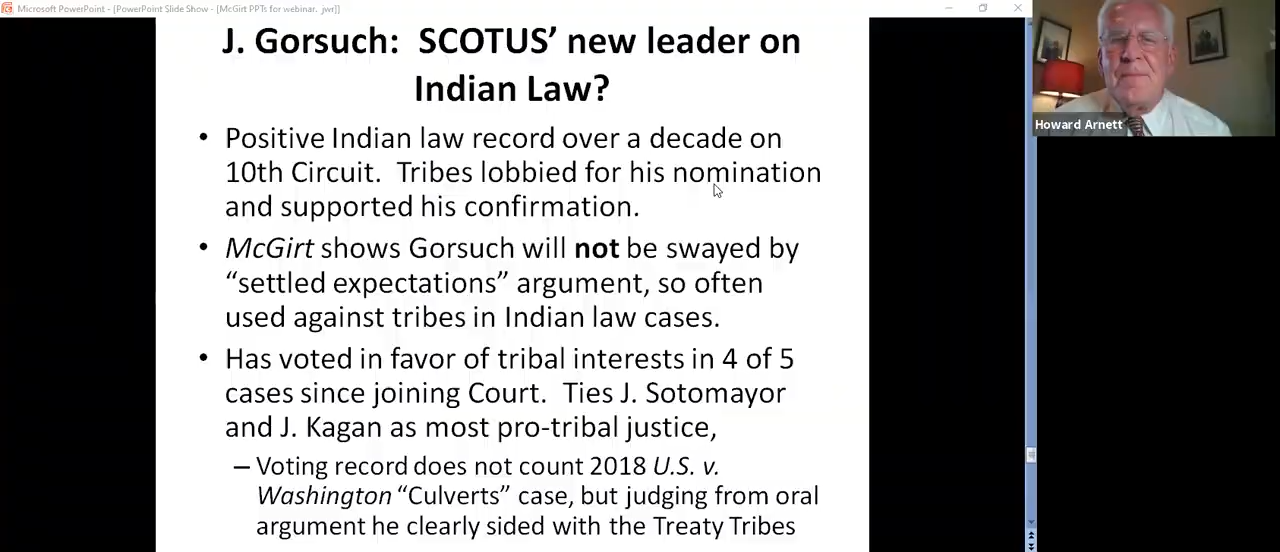 Microsoft PowerPoint - [PowerPoint Slide Show - [McGirt PPTs for webinar. .jwr]]
J. Gorsuch: SCOTUS’ new leader on
Indian Law?
• Positive Indian law record over a decade on
10th Circuit. Tribes lobbied for his nomination
and supported his confirmation.
• McGirt shows Gorsuch will not be swayed by
“settled expectations” argument, so often
used against tribes in Indian law cases.
• Has voted in favor of tribal interests in 4 of 5
cases since joining Court. Ties J. Sotomayor
and J. Kagan as most pro-tribal justice,
– Voting record does not count 2018 U.S. v.
Washington “Culverts” case, but judging from oral
argument he clearly sided with the Treaty Tribes
Howard Arnett